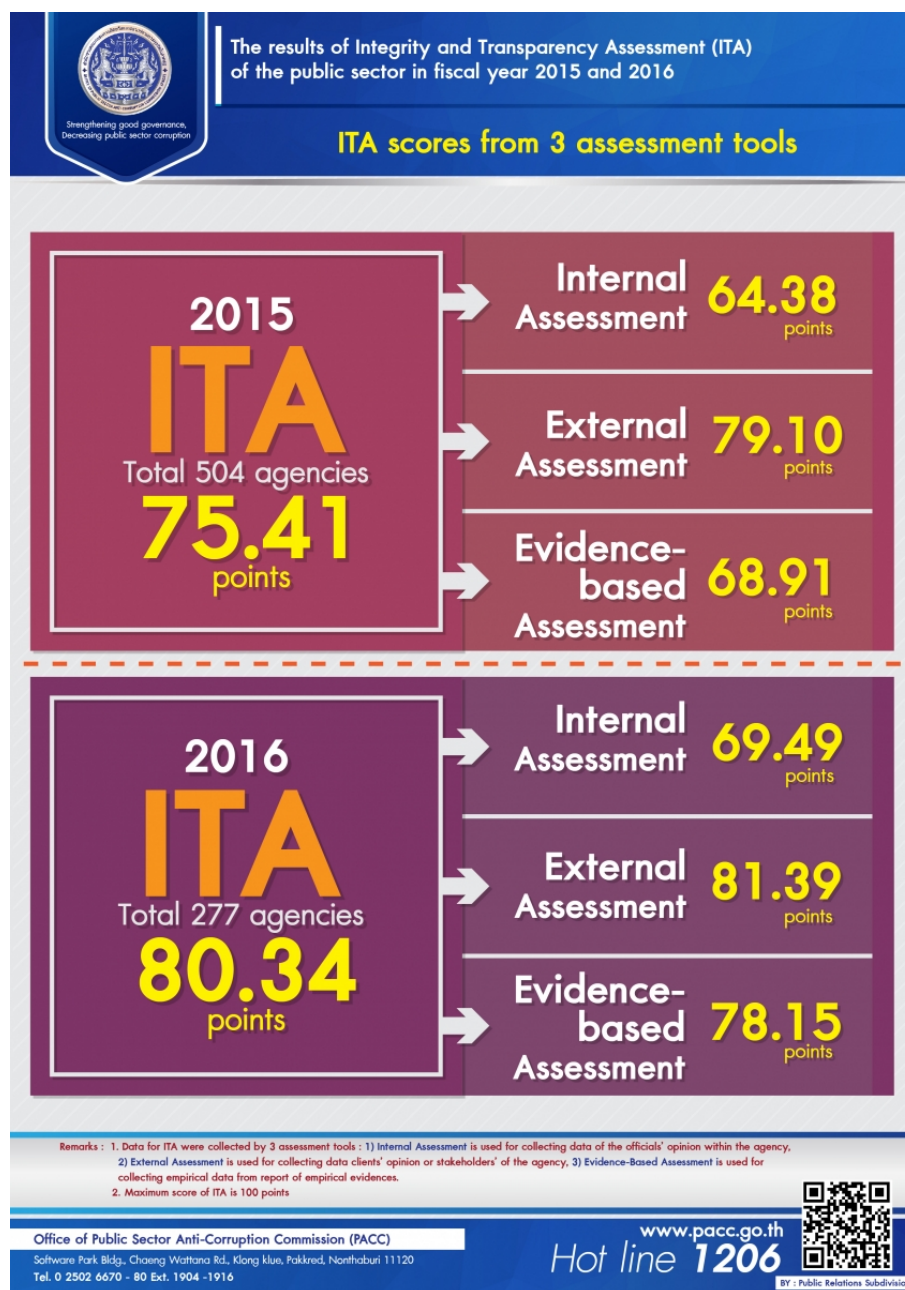 The results of Integrity and Transparency Assessment (ITA)
of the public sector in fiscal year 2015 and 2016
Strengthening good governance,
Decreasing public sector corruption
ITA scores from 3 assessment tools
2015
ITA
Total 504 agencies
75.41
points
Internal
Assessment
64.38
points
External
Assessment
79.10
points
Evidence-
based
Assessment
68.91
points
2016
ITA
Total 277 agencies
80.34
points
Internal
Assessment
69.49
points
External
Assessment
81.39
points
Evidence-
based
Assessment
78.15
points
Remarks : 1. Data for ITA were collected by 3 assessment tools : 1) Internal Assessment is used for collecting data of the officials' opinion within the agency,
2) External Assessment is used for collecting data clients' opinion or stakeholders' of the agency, 3) Evidence-Based Assessment is used for
collecting empirical data from report of empirical evidences.
2. Maximum score of ITA is 100 points
Office of Public Sector Anti-Corruption Commission (PACC)
Software Park Bldg., Chaeng Wattana Rd., Klong klue, Pakkred, Nonthaburi 11120
Tel. 0 2502 6670 - 80 Ext. 1904 -1916
www.pacc.go.th
Hot line 1206
BY : Public Relations Subdivisio